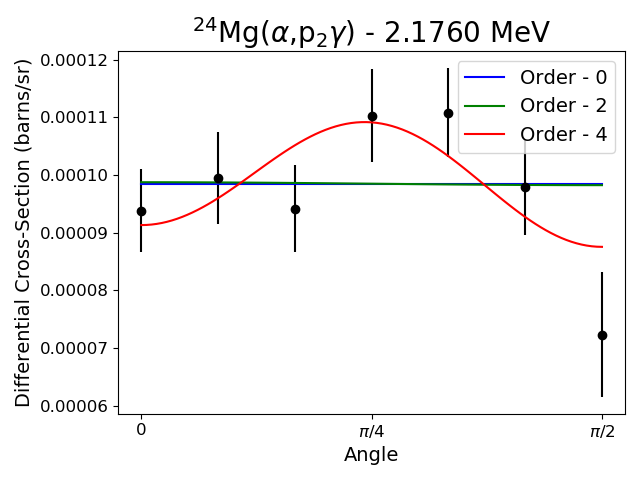 ²⁴Mg(α,p₂γ) - 2.1760 MeV
Differential Cross-Section (barns/sr)
0.00012
0.00011
0.00010
0.00009
0.00008
0.00007
0.00006
Order - 0
Order - 2
Order - 4
0 π/4 π/2
Angle